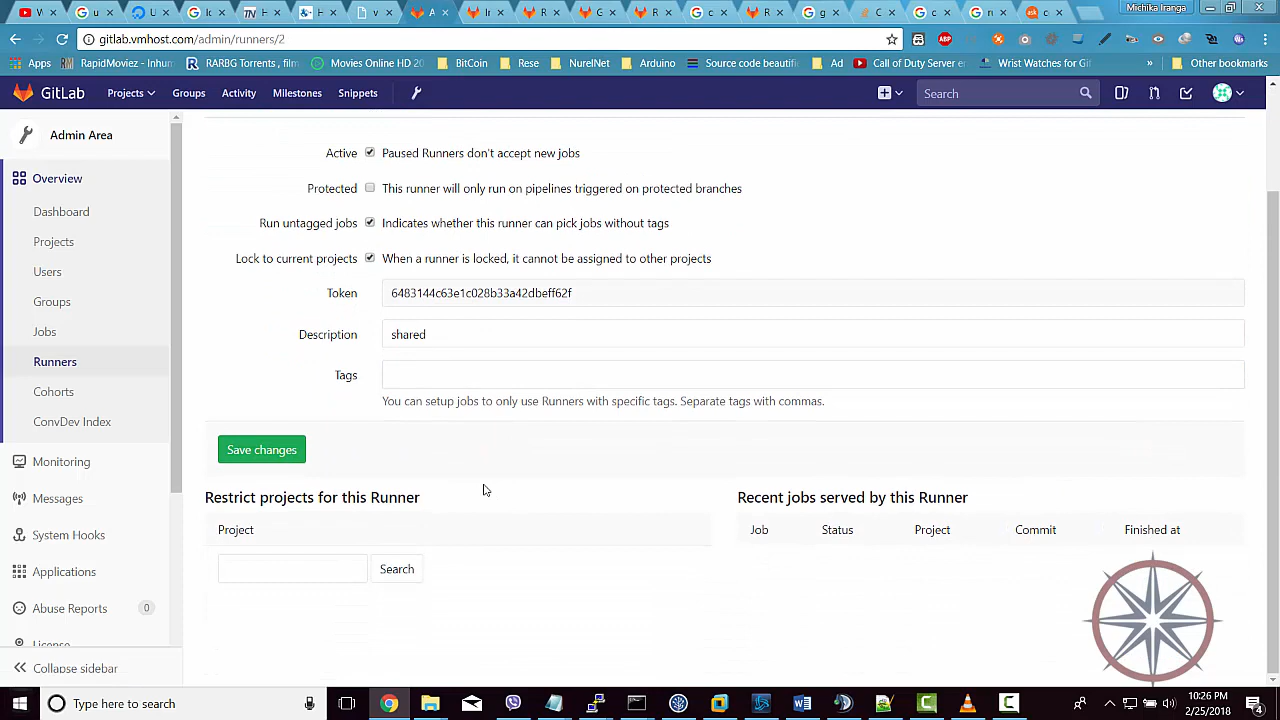 V
u
U
Ic
H
H
v
A
Ir
R
G
R
c
R
g
C
c
n
c
Michika Iranga
gitlab.vmhost.com/admin/runners/2
Apps
RapidMoviez - Inhum
RARBG Torrents , film
Movies Online HD 20
BitCoin
Rese
NurelNet
Arduino
Source code beautifi
Ad
Call of Duty Server e
Wrist Watches for Gif
»
Other bookmarks
GitLab
Projects
Groups
Activity
Milestones
Snippets
Search
Admin Area
Overview
Dashboard
Projects
Users
Groups
Jobs
Runners
Cohorts
ConvDev Index
Monitoring
Messages
System Hooks
Applications
Abuse Reports 0
License
Collapse sidebar
Active Paused Runners don't accept new jobs
Protected This runner will only run on pipelines triggered on protected branches
Run untagged jobs Indicates whether this runner can pick jobs without tags
Lock to current projects When a runner is locked, it cannot be assigned to other projects
Token 6483144c63e1c028b33a42dbeff62f
Description shared
Tags
You can setup jobs to only use Runners with specific tags. Separate tags with commas.
Save changes
Restrict projects for this Runner
Project
Search
Recent jobs served by this Runner
Job Status Project Commit Finished at
Type here to search
10:26 PM
2/25/2018
4